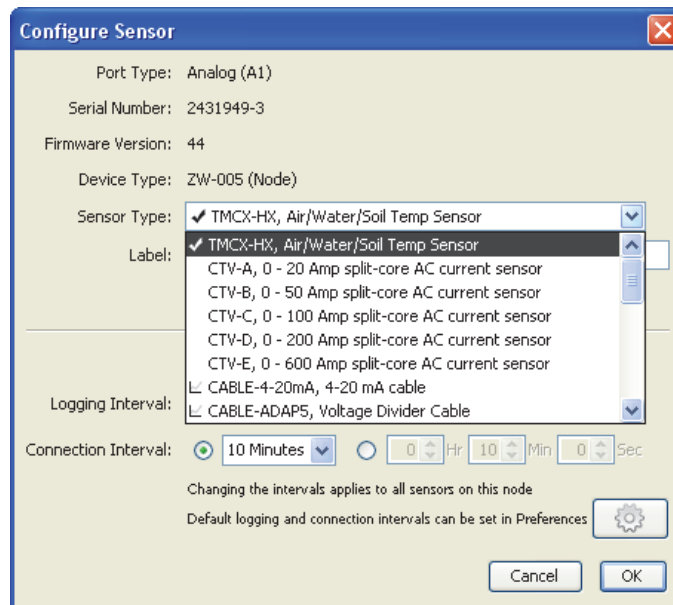 Configure Sensor
Port Type: Analog (A1)
Serial Number: 2431949-3
Firmware Version: 44
Device Type: ZW-005 (Node)
Sensor Type: ✔ TMCX-HX, Air/Water/Soil Temp Sensor
✔ TMCX-HX, Air/Water/Soil Temp Sensor
Label:
CTV-A, 0 - 20 Amp split-core AC current sensor
CTV-B, 0 - 50 Amp split-core AC current sensor
CTV-C, 0 - 100 Amp split-core AC current sensor
CTV-D, 0 - 200 Amp split-core AC current sensor
CTV-E, 0 - 600 Amp split-core AC current sensor
CABLE-4-20mA, 4-20 mA cable
Logging Interval:
CABLE-ADAP5, Voltage Divider Cable
Connection Interval: 10 Minutes 0 Hr 10 Min 0 Sec
Changing the intervals applies to all sensors on this node
Default logging and connection intervals can be set in Preferences
Cancel OK